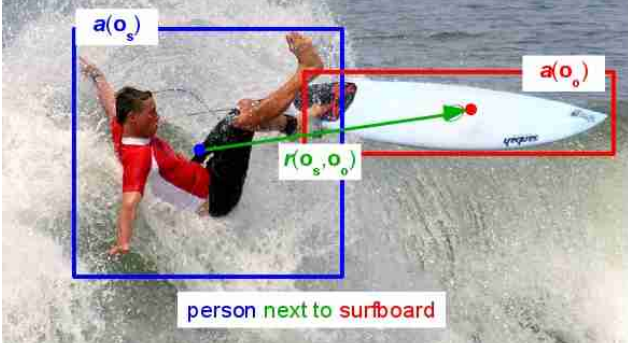 a(o_s)
a(o_o)
r(o_s,o_o)
person next to surfboard